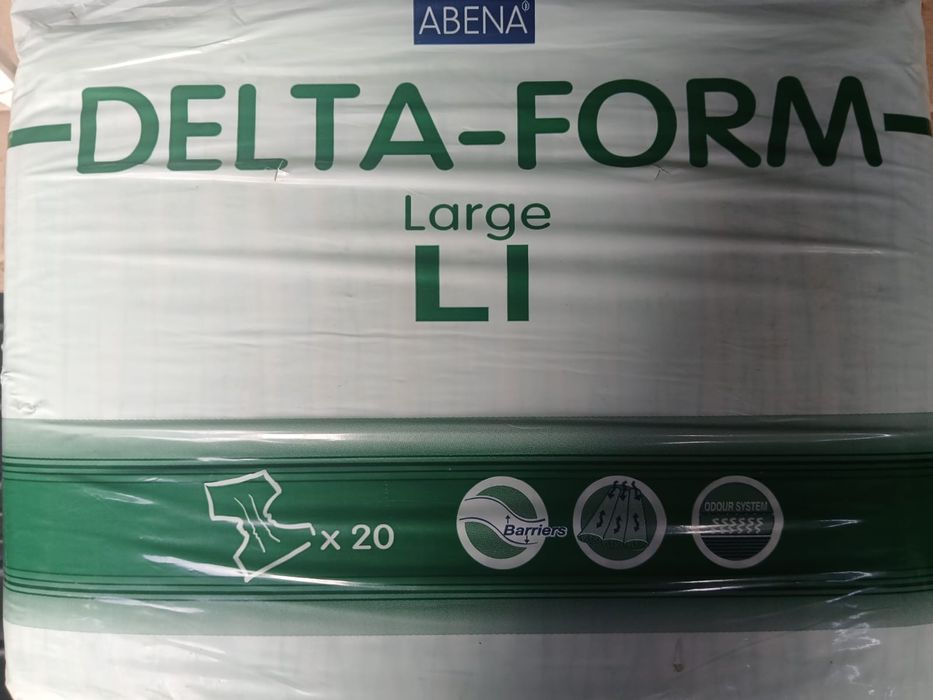 ABENA
DELTA-FORM
Large
L1
x 20
Barriers
ODOUR SYSTEM